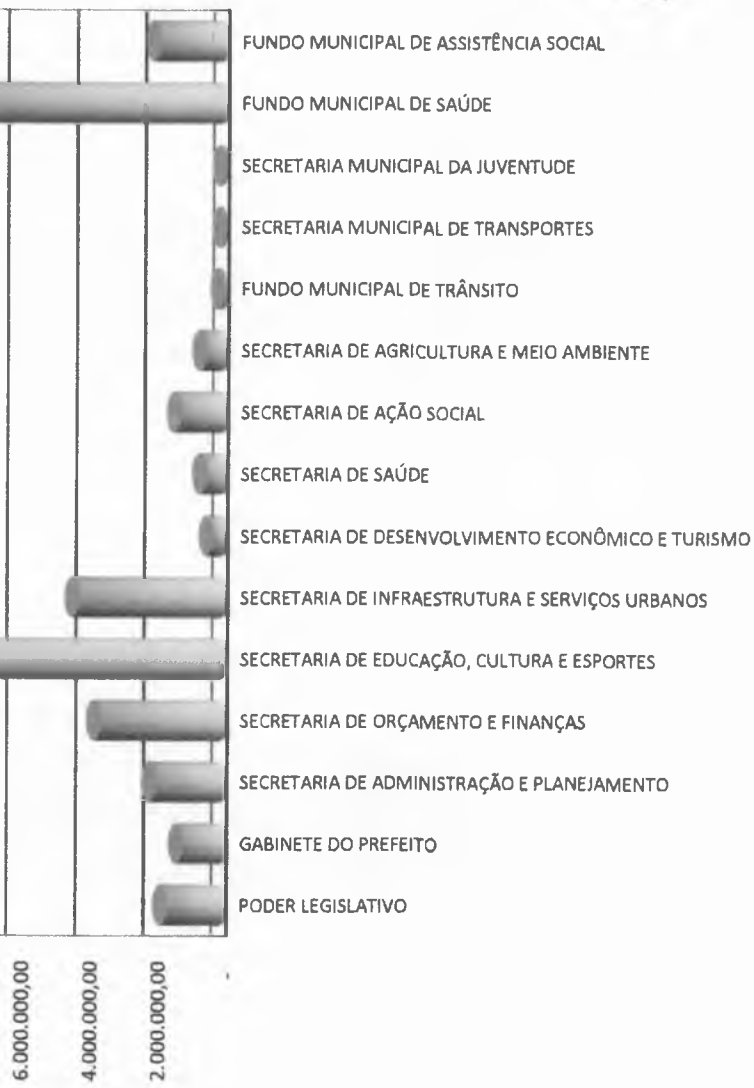 FUNDO MUNICIPAL DE ASSISTÊNCIA SOCIAL
FUNDO MUNICIPAL DE SAÚDE
SECRETARIA MUNICIPAL DA JUVENTUDE
SECRETARIA MUNICIPAL DE TRANSPORTES
FUNDO MUNICIPAL DE TRÂNSITO
SECRETARIA DE AGRICULTURA E MEIO AMBIENTE
SECRETARIA DE AÇÃO SOCIAL
SECRETARIA DE SAÚDE
SECRETARIA DE DESENVOLVIMENTO ECONÔMICO E TURISMO
SECRETARIA DE INFRAESTRUTURA E SERVIÇOS URBANOS
SECRETARIA DE EDUCAÇÃO, CULTURA E ESPORTES
SECRETARIA DE ORÇAMENTO E FINANÇAS
SECRETARIA DE ADMINISTRAÇÃO E PLANEJAMENTO
GABINETE DO PREFEITO
PODER LEGISLATIVO
6.000.000,00
4.000.000,00
2.000.000,00
-